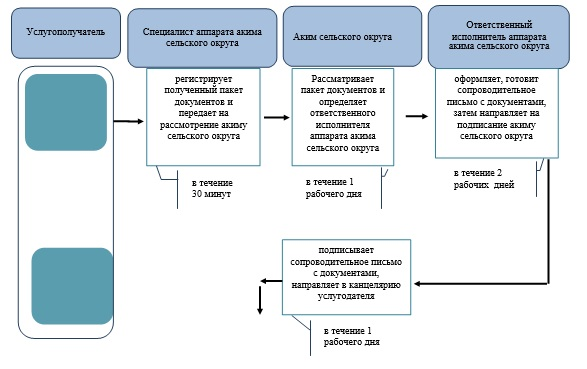 Услугополучатель
Специалист аппарата акима
сельского округа
Аким сельского округа
Ответственный
исполнитель аппарата
акима сельского округа
регистрирует
полученный пакет
документов и
передает на
рассмотрение акиму
сельского округа
Рассматривает
пакет документов и
определяет
ответственного
исполнителя
аппарата акима
сельского округа
оформляет, готовит
сопроводительное
письмо с документами,
затем направляет на
подписание акиму
сельского округа
в течение
30 минут
в течение 1
рабочего дня
в течение 2
рабочих дней
подписывает
сопроводительное письмо
с документами,
направляет в канцелярию
услугодателя
в течение 1
рабочего дня